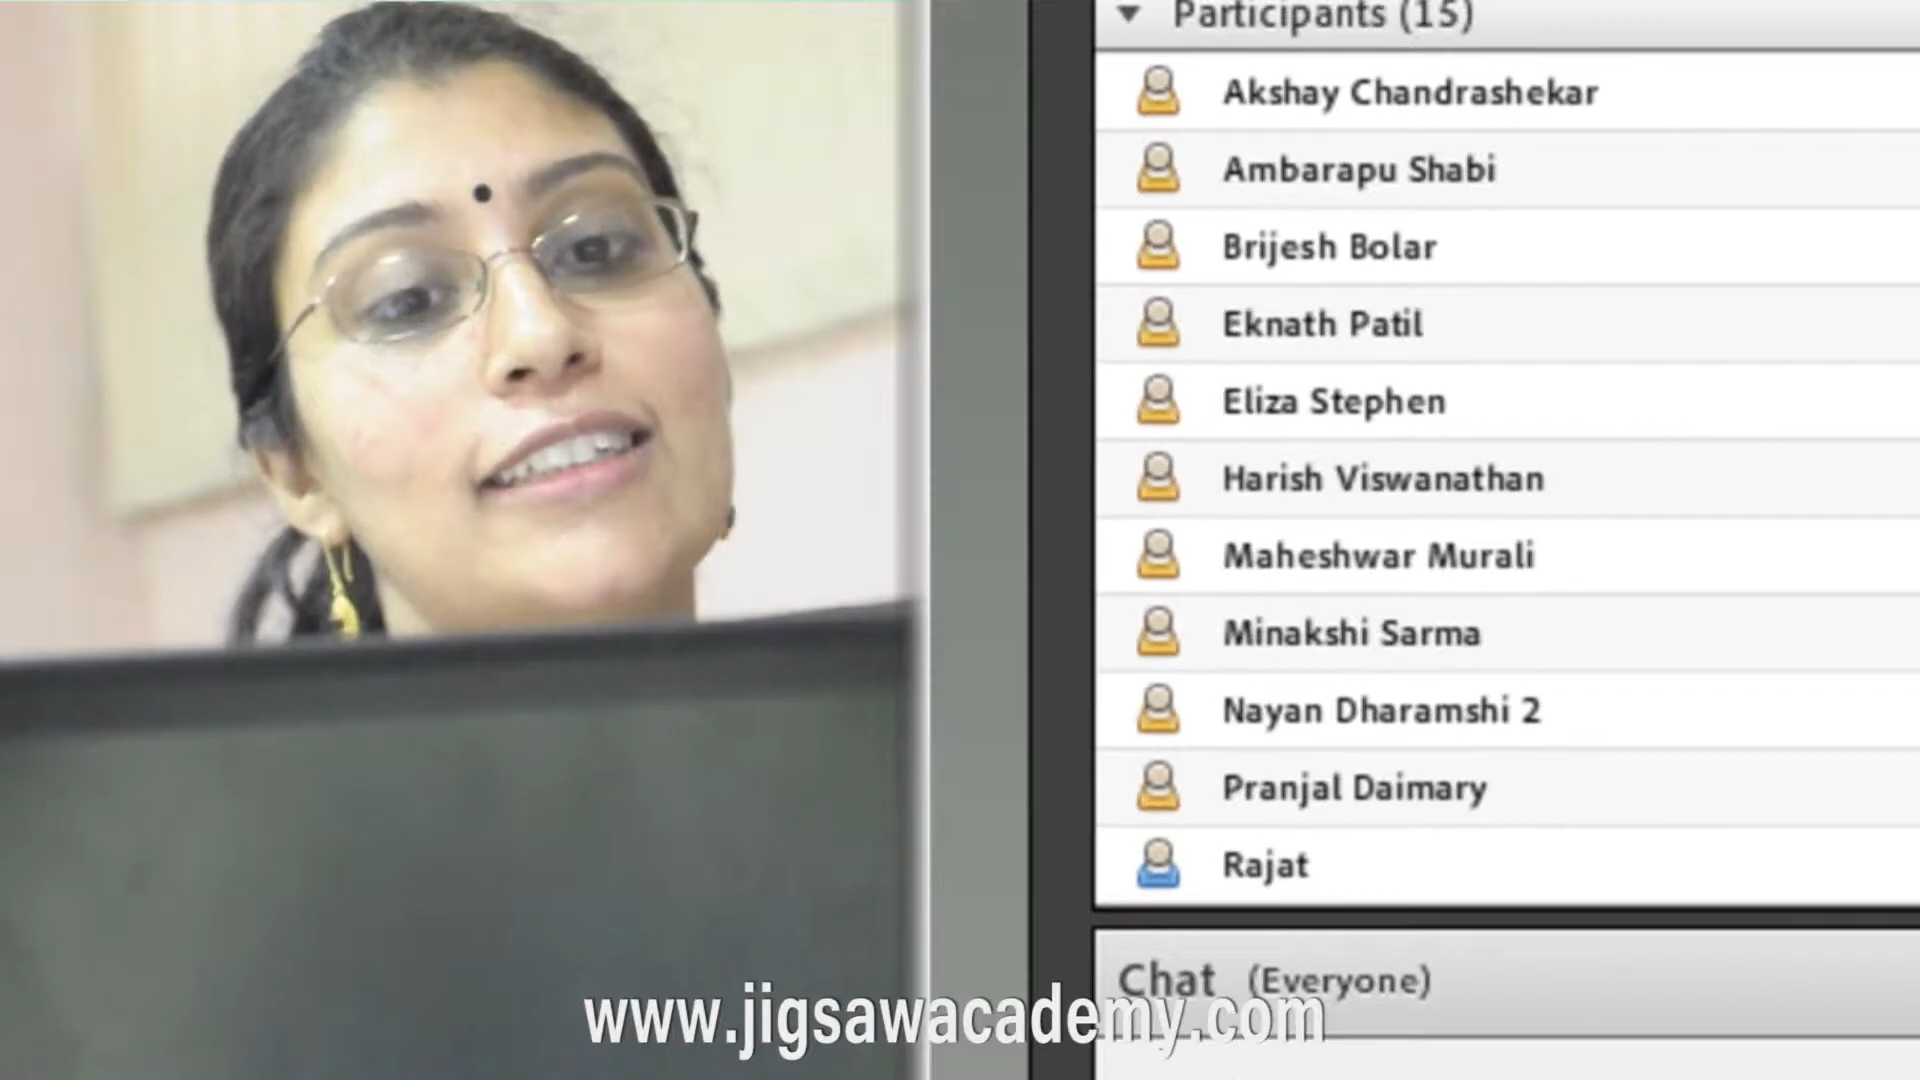 Participants (15)
Akshay Chandrashekar
Ambarapu Shabi
Brijesh Bolar
Eknath Patil
Eliza Stephen
Harish Viswanathan
Maheshwar Murali
Minakshi Sarma
Nayan Dharamshi 2
Pranjal Daimary
Rajat
Chat (Everyone)
www.jigsawacademy.com